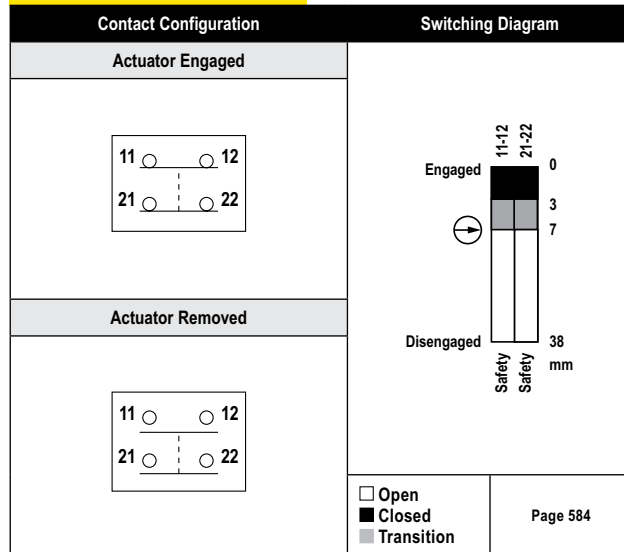 Contact Configuration
Switching Diagram
Actuator Engaged
11 12
21 22
Actuator Removed
11 12
21 22
11-12
21-22
Engaged
0
3
7
Disengaged
38
mm
Safety
Safety
Open
Closed
Transition
Page 584